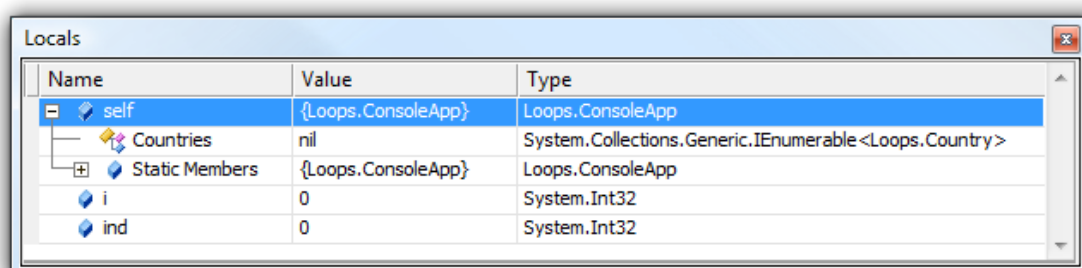 Locals
Name Value Type
self {Loops.ConsoleApp} Loops.ConsoleApp
Countries nil System.Collections.Generic.IEnumerable<Loops.Country>
Static Members {Loops.ConsoleApp} Loops.ConsoleApp
i 0 System.Int32
ind 0 System.Int32